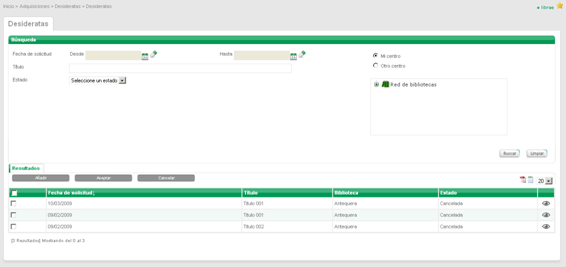 Inicio > Adquisiciones > Desideratas > Desideratas
libros
Desideratas
Búsqueda
Fecha de solicitud Desde Hasta
Mi centro
Otro centro
Título
Estado Seleccione un estado
Red de bibliotecas
Buscar Limpiar
Resultados
Añadir Aceptar Cancelar
20
Fecha de solicitud Título Biblioteca Estado
10/02/2009 Titulo 001 Antequera Cancelada
09/02/2009 Titulo 001 Antequera Cancelada
09/02/2009 Titulo 002 Antequera Cancelada
Resultados] Mostrando del 0 al 3